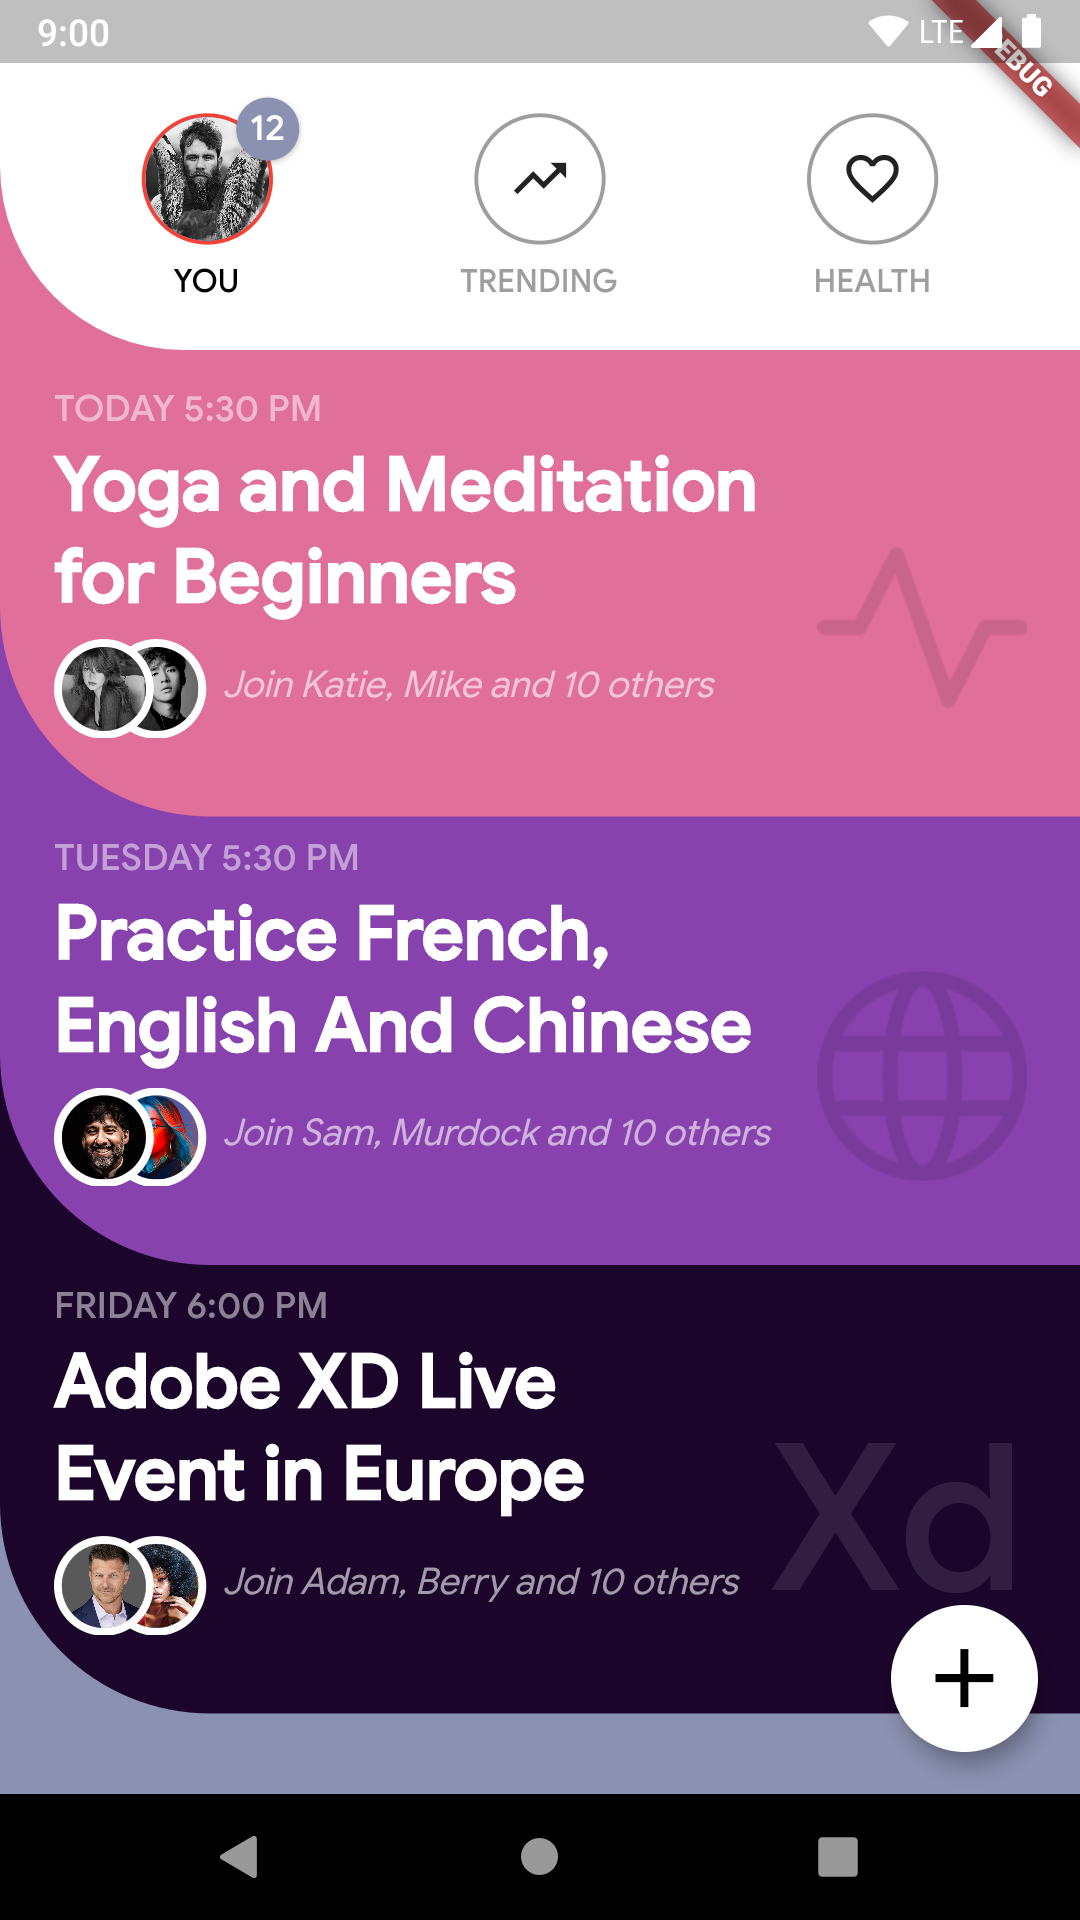 9:00
LTE
EBUG
12
YOU
TRENDING
HEALTH
TODAY 5:30 PM
Yoga and Meditation
for Beginners
Join Katie, Mike and 10 others
TUESDAY 5:30 PM
Practice French,
English And Chinese
Join Sam, Murdock and 10 others
FRIDAY 6:00 PM
Adobe XD Live
Event in Europe
Xd
Join Adam, Berry and 10 others